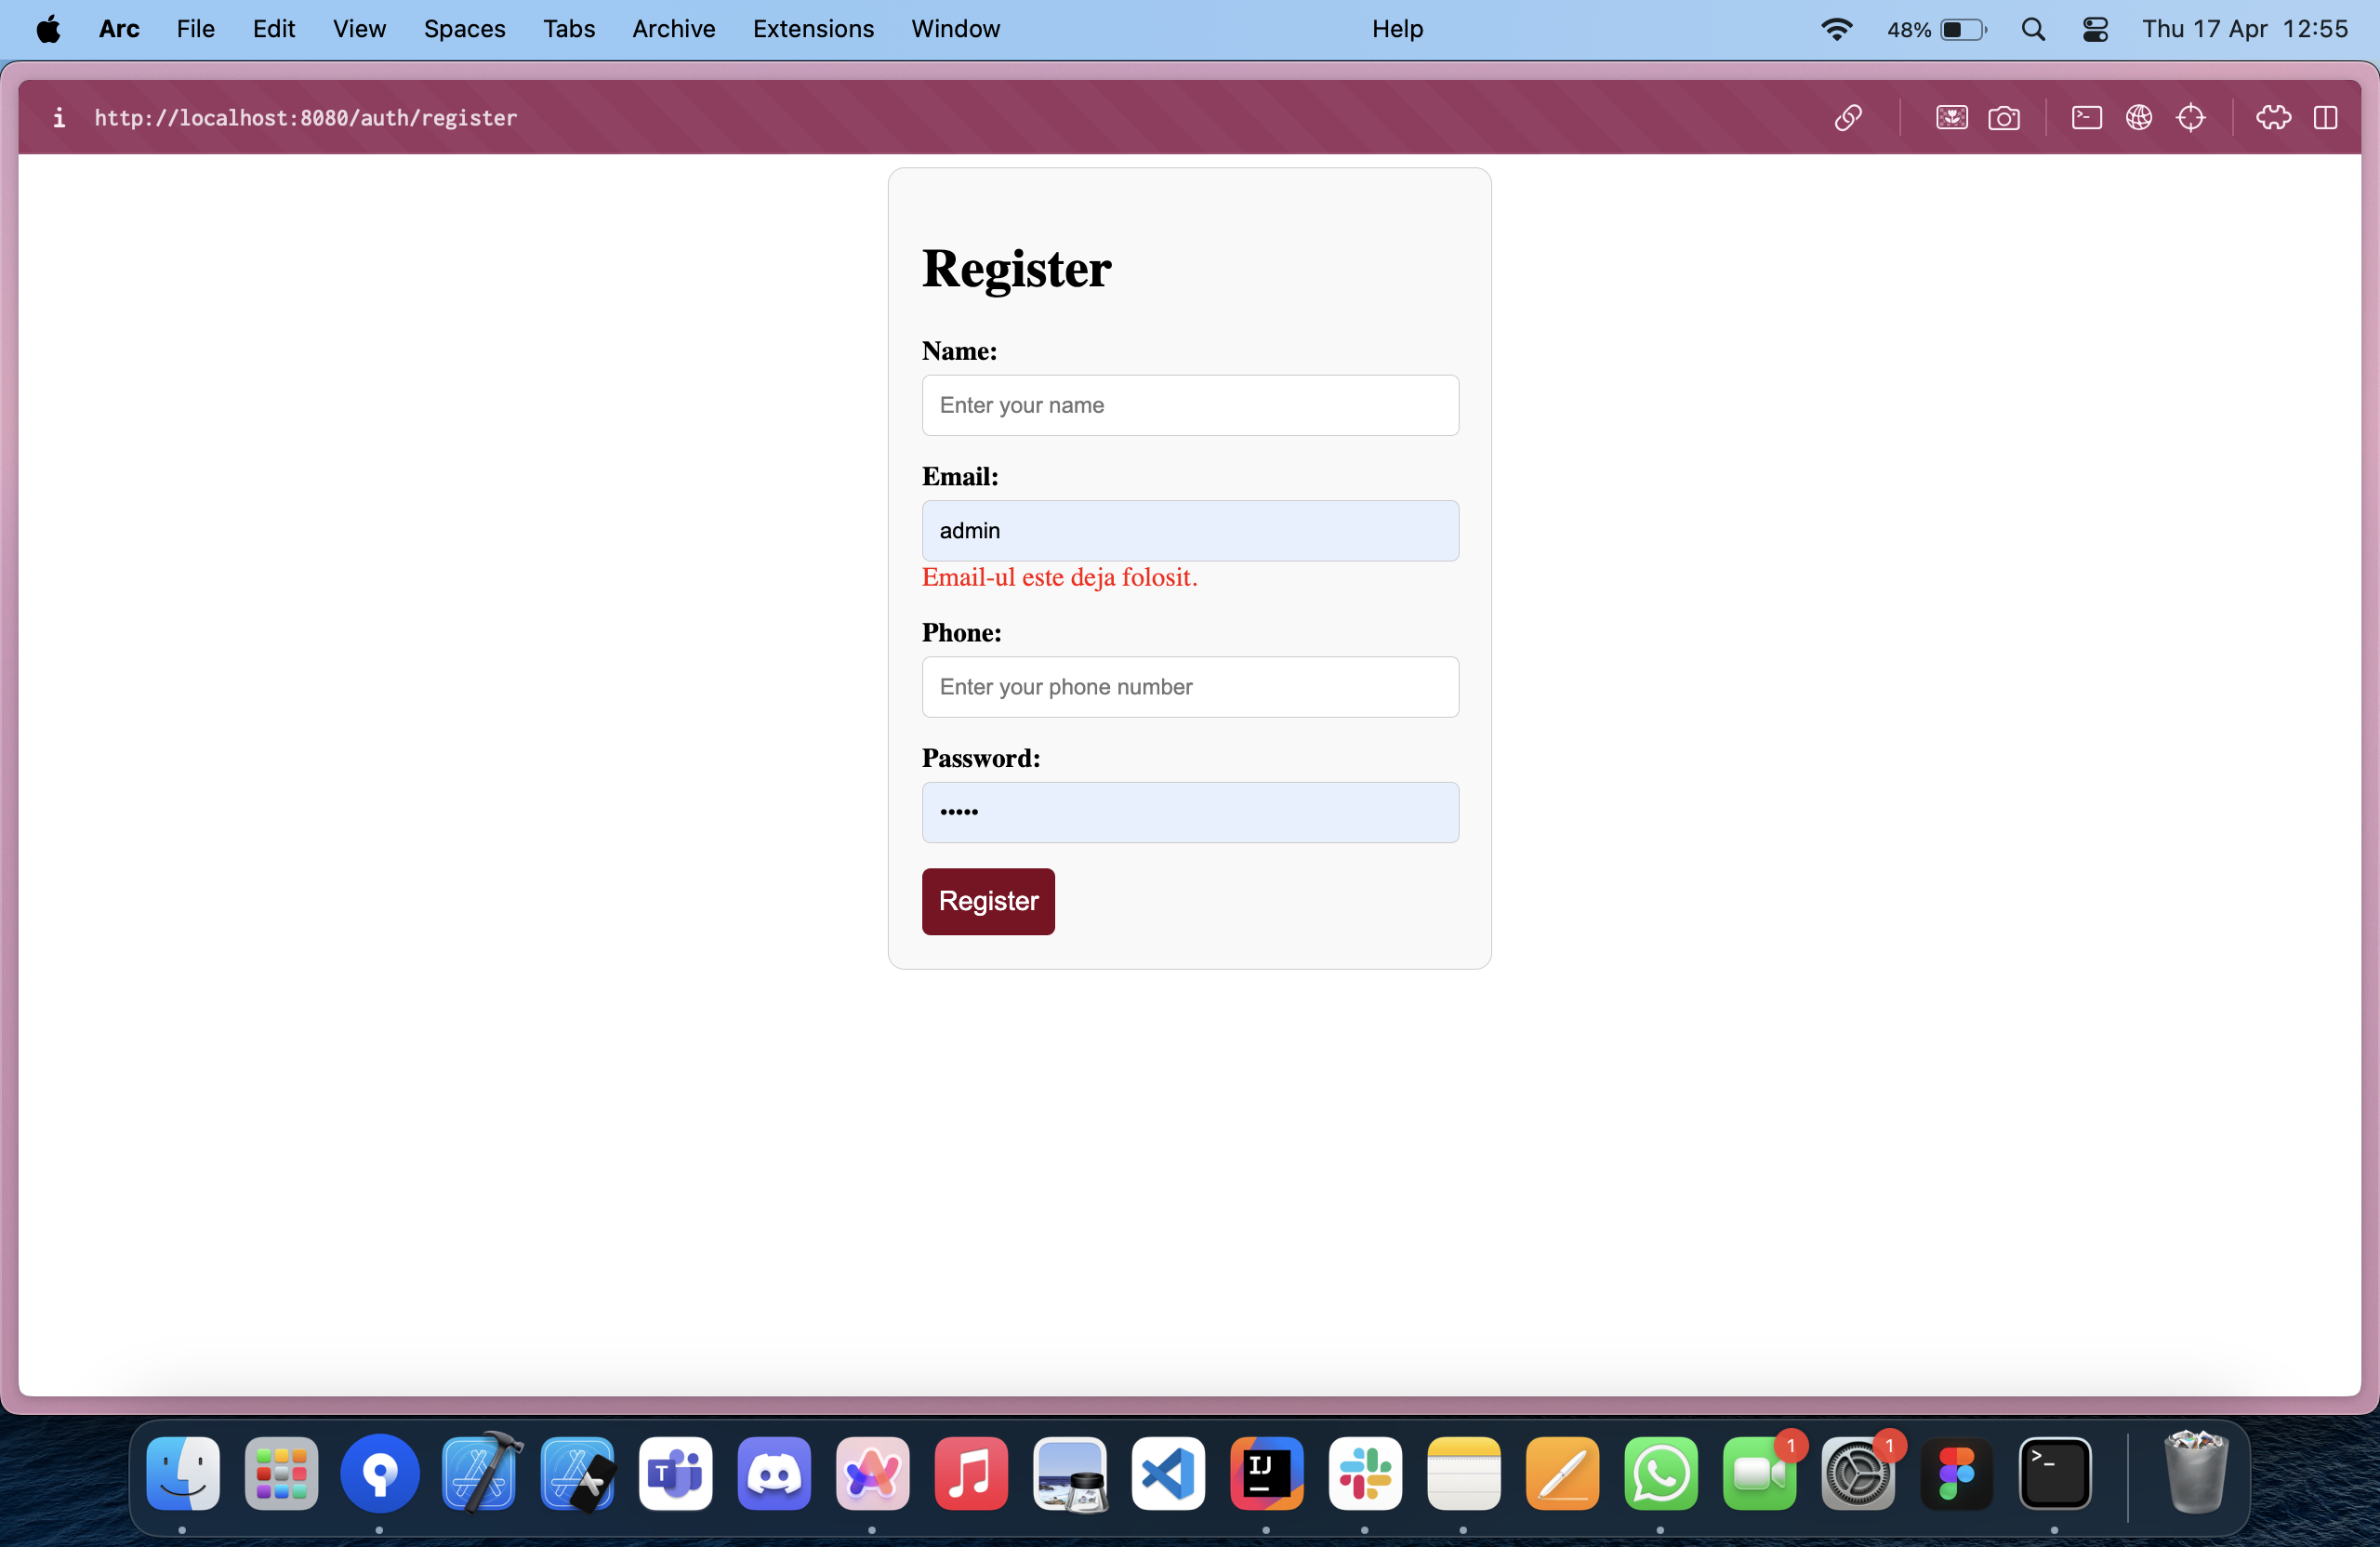 Arc File Edit View Spaces Tabs Archive Extensions Window Help 48% Thu 17 Apr 12:55
i http://localhost:8080/auth/register
Register
Name:
Enter your name
Email:
admin
Email-ul este deja folosit.
Phone:
Enter your phone number
Password:
•••••
Register
T
IJ
1
1
>_